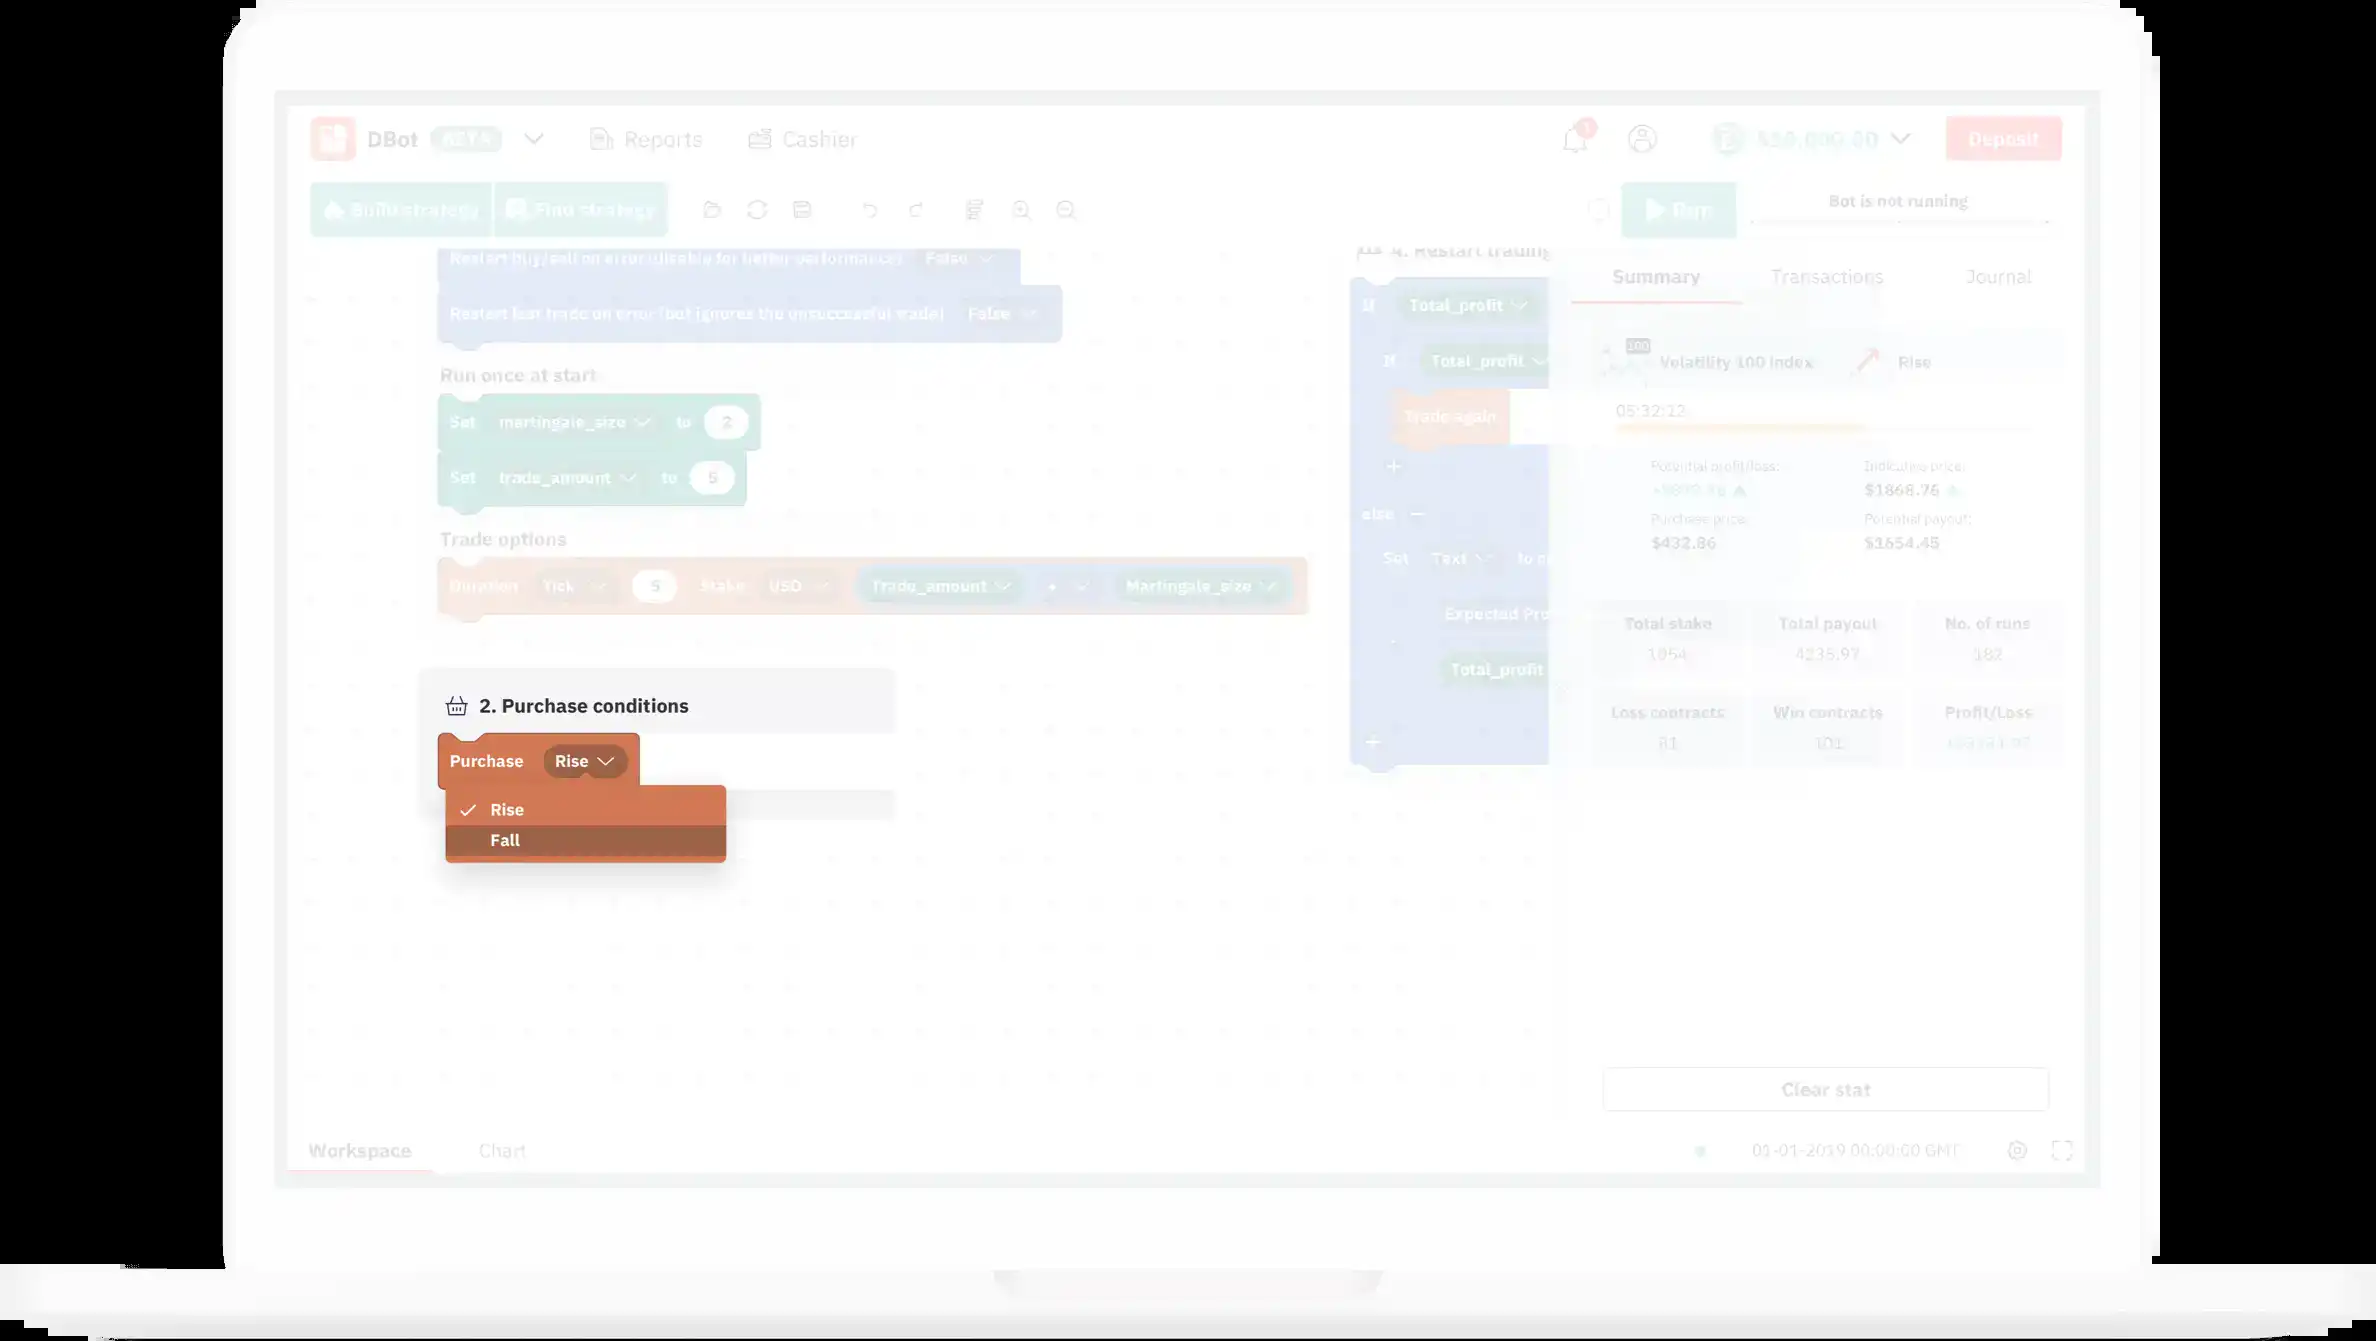 DBot BETA Reports Cashier 1 Deposit
Build strategy Find strategy Run Bot is not running
Restart buy/sell on error (disable for better performance) False
Restart last trade on error (bot ignores the unsuccessful trade) False
Run once at start
Set martingale_size to 2
Set trade_amount to 5
Trade options
Duration Tick 5 Stake USD Trade_amount Martingale_size
2. Purchase conditions
Purchase Rise
Rise
Fall
4. Restart trading
if Total_profit
if Total_profit
Trade again
+
else −
Set Text to
Expected Pro
Total_profit
+
Summary Transactions Journal
100
Volatility 100 Index Rise
05:32:12
Potential profit/loss: Indicative price:
$1868.76
Purchase price: Potential payout:
$432.86 $1654.45
Total stake Total payout No. of runs
1054 4235.97 182
Loss contracts Win contracts Profit/Loss
81 101
Clear stat
Workspace Chart 01-01-2019 00:00:00 GMT